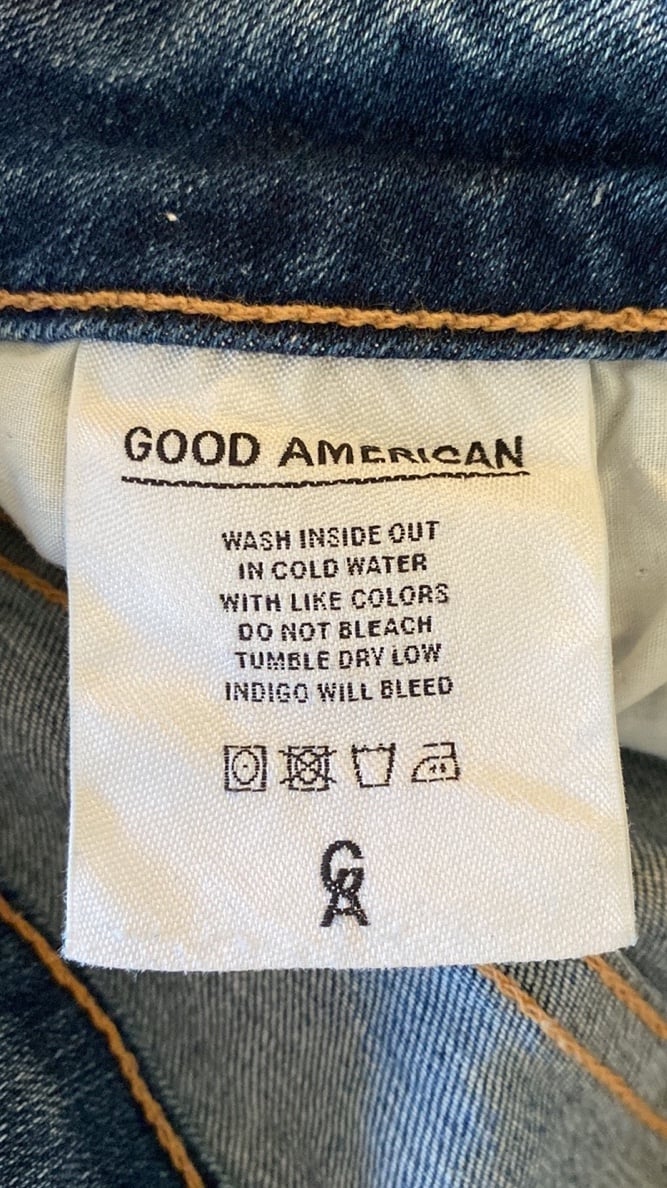 GOOD AMERICAN
WASH INSIDE OUT
IN COLD WATER
WITH LIKE COLORS
DO NOT BLEACH
TUMBLE DRY LOW
INDIGO WILL BLEED
GA